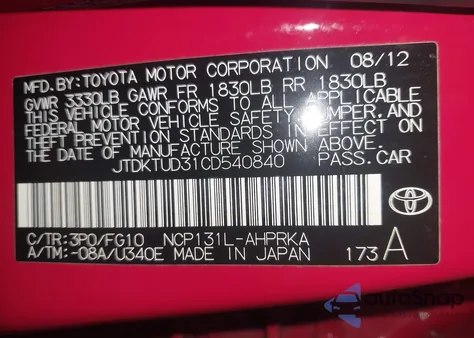 MFD. BY: TOYOTA MOTOR CORPORATION 08/12
GVWR 3330LB GAWR FR 1830LB RR 1830LB
THIS VEHICLE CONFORMS TO ALL APPLICABLE
FEDERAL MOTOR VEHICLE SAFETY, BUMPER, AND
THEFT PREVENTION STANDARDS IN EFFECT ON
THE DATE OF MANUFACTURE SHOWN ABOVE.
JTDKTUD31CD540840 PASS. CAR
C/TR:3P0/FG10 NCP131L-AHPRKA
A/TM:-08A/U340E MADE IN JAPAN 173 A
TOYOTA
autoSnap